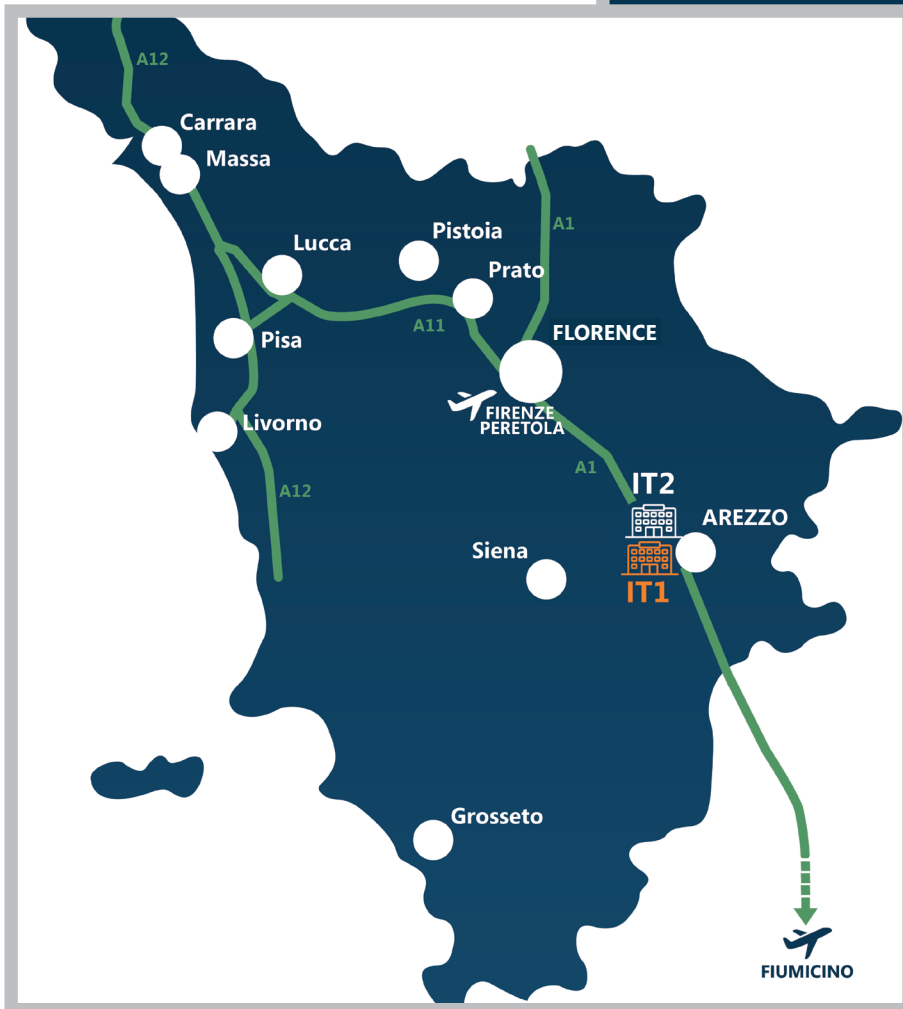 A12
Carrara
Massa
A1
Pistoia
Lucca
Prato
A11
FLORENCE
Pisa
FIRENZE
PERETOLA
Livorno
A1
IT2
A12
AREZZO
Siena
IT1
Grosseto
FIUMICINO